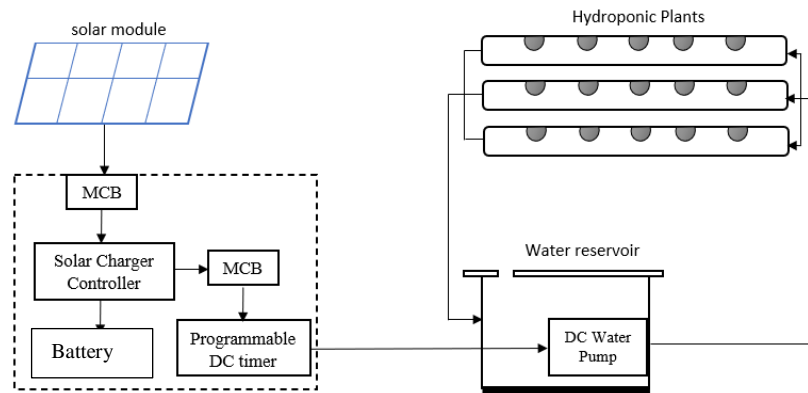 Hydroponic Plants
solar module
MCB
Solar Charger
Controller
MCB
Battery
Programmable
DC timer
Water reservoir
DC Water
Pump